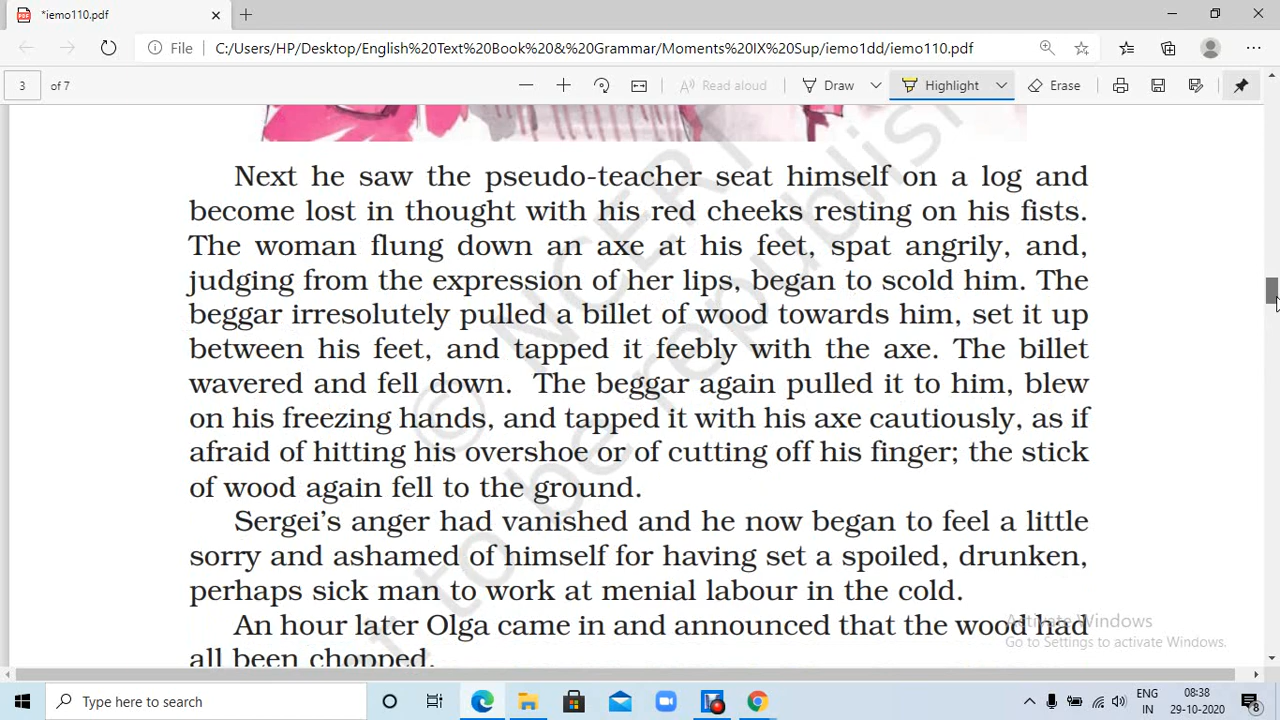 *iemo110.pdf
File
C:/Users/HP/Desktop/English%20Text%20Book%20&%20Grammar/Moments%20IX%20Sup/iemo1dd/iemo110.pdf
3 of 7
Read aloud
Draw
Highlight
Erase
Next he saw the pseudo-teacher seat himself on a log and
become lost in thought with his red cheeks resting on his fists.
The woman flung down an axe at his feet, spat angrily, and,
judging from the expression of her lips, began to scold him. The
beggar irresolutely pulled a billet of wood towards him, set it up
between his feet, and tapped it feebly with the axe. The billet
wavered and fell down. The beggar again pulled it to him, blew
on his freezing hands, and tapped it with his axe cautiously, as if
afraid of hitting his overshoe or of cutting off his finger; the stick
of wood again fell to the ground.
Sergei's anger had vanished and he now began to feel a little
sorry and ashamed of himself for having set a spoiled, drunken,
perhaps sick man to work at menial labour in the cold.
An hour later Olga came in and announced that the wood had
all been chopped.
© NCERT
to be republish
Activate Windows
Go to Settings to activate Windows.
Type here to search
ENG
IN
08:38
29-10-2020
8